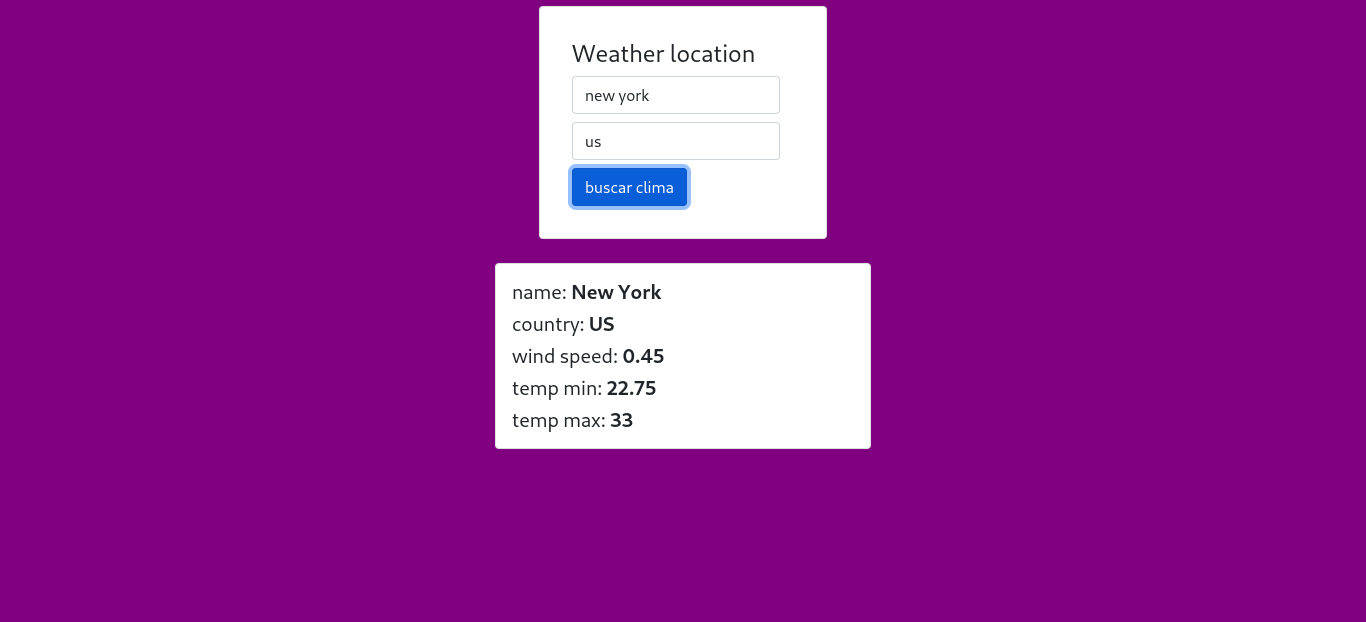 Weather location
new york
us
buscar clima
name: New York
country: US
wind speed: 0.45
temp min: 22.75
temp max: 33